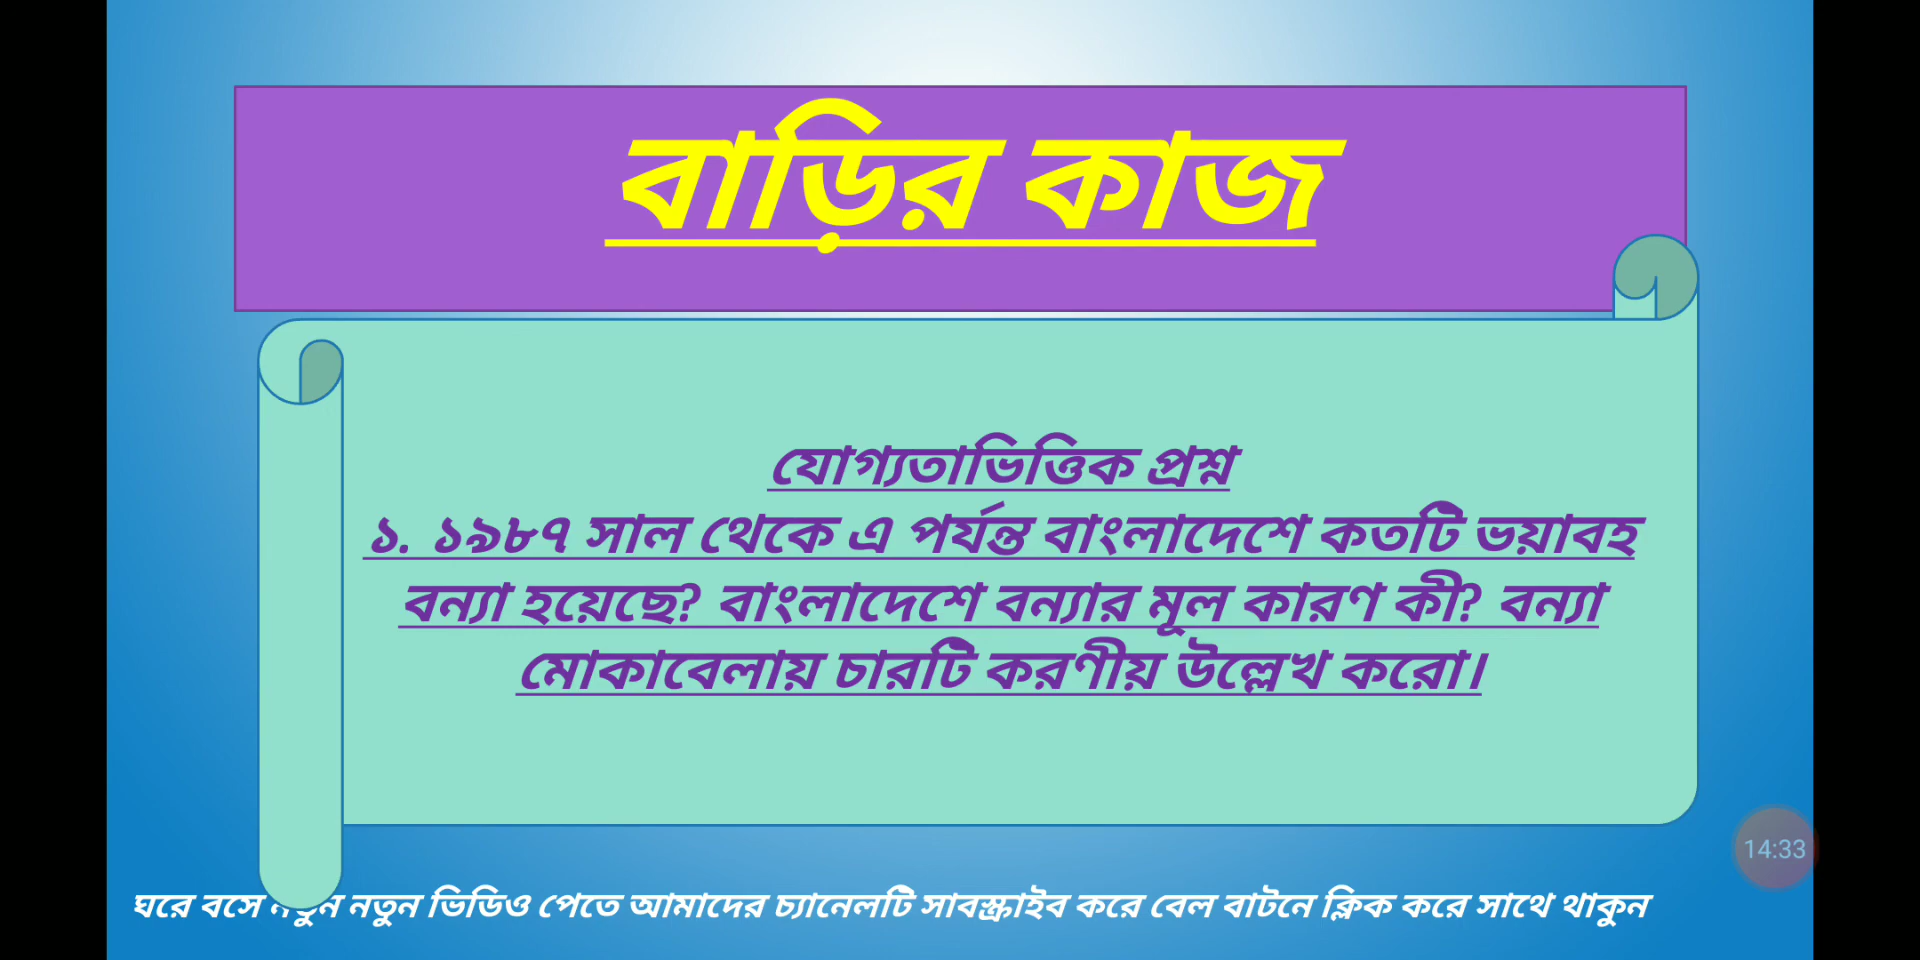 বাড়ির কাজ
যোগ্যতাভিত্তিক প্রশ্ন
১. ১৯৮৭ সাল থেকে এ পর্যন্ত বাংলাদেশে কতটি ভয়াবহ
বন্যা হয়েছে? বাংলাদেশে বন্যার মূল কারণ কী? বন্যা
মোকাবেলায় চারটি করণীয় উল্লেখ করো।
14:33
ঘরে বসে নতুন নতুন ভিডিও পেতে আমাদের চ্যানেলটি সাবস্ক্রাইব করে বেল বাটনে ক্লিক করে সাথে থাকুন